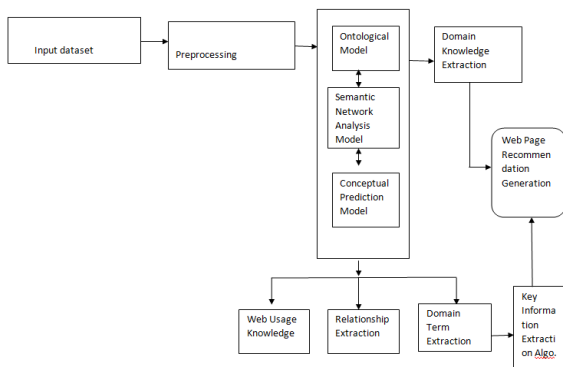 Input dataset
Preprocessing
Ontological
Model
Semantic
Network
Analysis
Model
Conceptual
Prediction
Model
Domain
Knowledge
Extraction
Web Page
Recommen
dation
Generation
Web Usage
Knowledge
Relationship
Extraction
Domain
Term
Extraction
Key
Informa
tion
Extracti
on Algo.